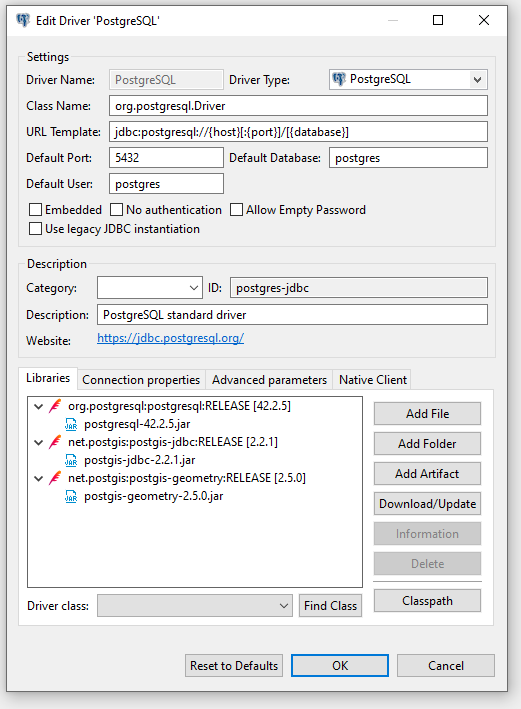 Edit Driver 'PostgreSQL'
Settings
Driver Name: PostgreSQL Driver Type: PostgreSQL
Class Name: org.postgresql.Driver
URL Template: jdbc:postgresql://{host}[:{port}]/[{database}]
Default Port: 5432 Default Database: postgres
Default User: postgres
Embedded No authentication Allow Empty Password
Use legacy JDBC instantiation
Description
Category: ID: postgres-jdbc
Description: PostgreSQL standard driver
Website: https://jdbc.postgresql.org/
Libraries Connection properties Advanced parameters Native Client
org.postgresql:postgresql:RELEASE [42.2.5]
JAR postgresql-42.2.5.jar
net.postgis:postgis-jdbc:RELEASE [2.2.1]
JAR postgis-jdbc-2.2.1.jar
net.postgis:postgis-geometry:RELEASE [2.5.0]
JAR postgis-geometry-2.5.0.jar
Add File
Add Folder
Add Artifact
Download/Update
Information
Delete
Classpath
Driver class: Find Class
Reset to Defaults OK Cancel